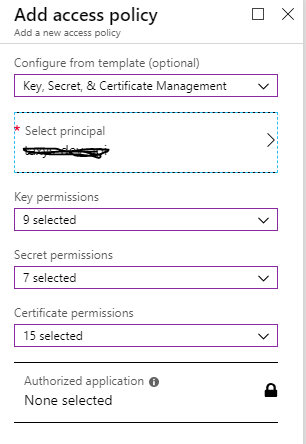 Add access policy
Add a new access policy
Configure from template (optional)
Key, Secret, & Certificate Management
* Select principal
Key permissions
9 selected
Secret permissions
7 selected
Certificate permissions
15 selected
Authorized application
None selected